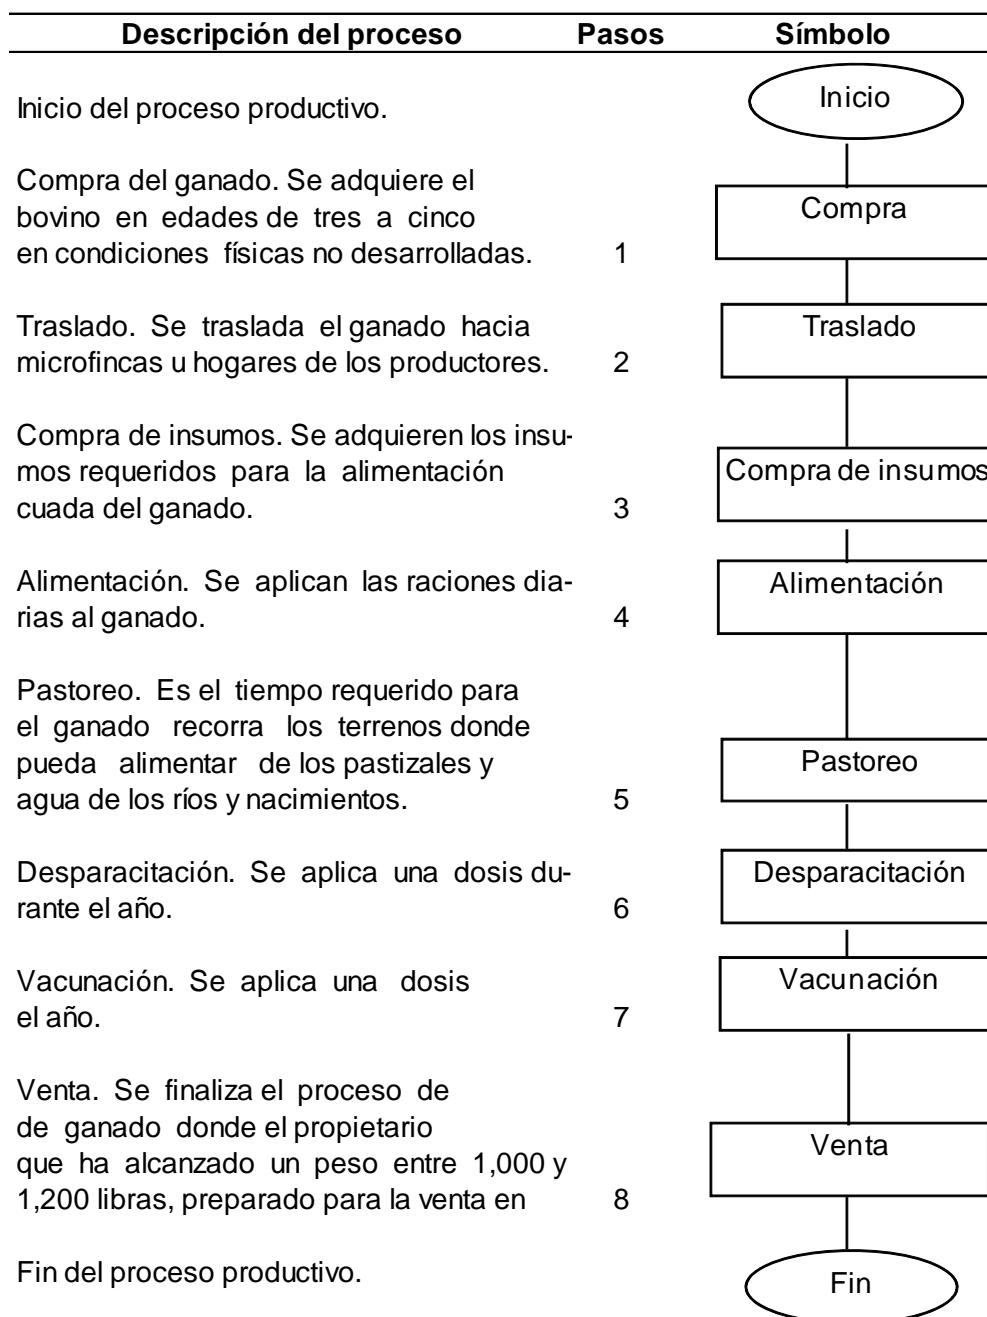 Descripción del proceso Pasos Símbolo
Inicio del proceso productivo. Inicio
Compra del ganado. Se adquiere el
bovino en edades de tres a cinco Compra
en condiciones físicas no desarrolladas. 1
Traslado. Se traslada el ganado hacia Traslado
microfincas u hogares de los productores. 2
Compra de insumos. Se adquieren los insu-
mos requeridos para la alimentación Compra de insumos
cuada del ganado. 3
Alimentación. Se aplican las raciones dia- Alimentación
rias al ganado. 4
Pastoreo. Es el tiempo requerido para
el ganado recorra los terrenos donde
pueda alimentar de los pastizales y Pastoreo
agua de los ríos y nacimientos. 5
Desparacitación. Se aplica una dosis du- Desparacitación
rante el año. 6
Vacunación. Se aplica una dosis Vacunación
el año. 7
Venta. Se finaliza el proceso de
de ganado donde el propietario Venta
que ha alcanzado un peso entre 1,000 y
1,200 libras, preparado para la venta en 8
Fin del proceso productivo. Fin